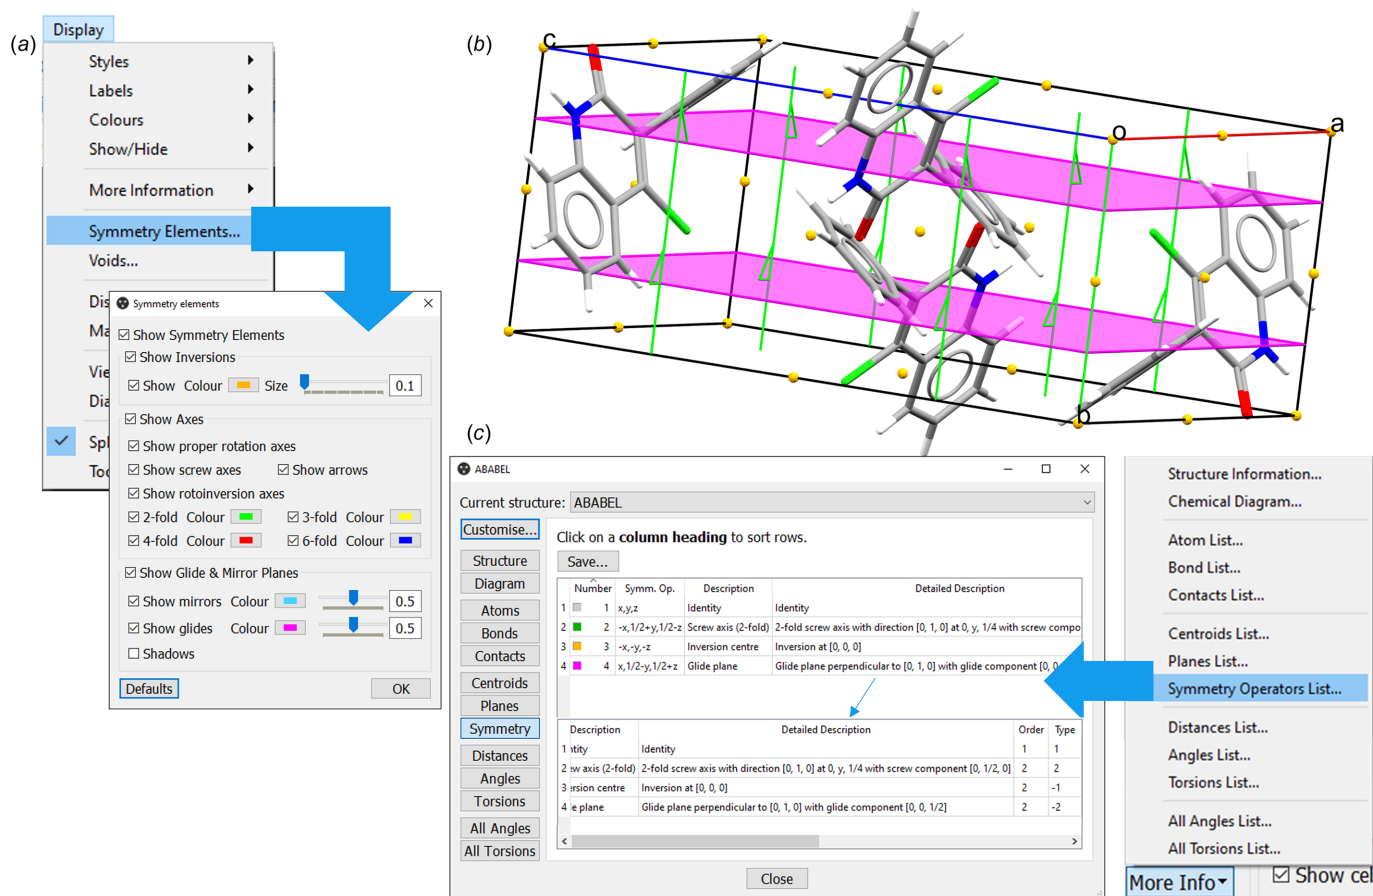 (a)
Display
Styles
Labels
Colours
Show/Hide
More Information
Symmetry Elements...
Voids...
Symmetry elements
Show Symmetry Elements
Show Inversions
Show Colour Size 0.1
Show Axes
Show proper rotation axes
Show screw axes Show arrows
Show rotoinversion axes
2-fold Colour 3-fold Colour
4-fold Colour 6-fold Colour
Show Glide & Mirror Planes
Show mirrors Colour 0.5
Show glides Colour 0.5
Shadows
Defaults OK
(b)
c
o
a
b
(c)
ABABEL
Current structure: ABABEL
Customise...
Structure
Diagram
Atoms
Bonds
Contacts
Centroids
Planes
Symmetry
Distances
Angles
Torsions
All Angles
All Torsions
Click on a column heading to sort rows.
Save...
Number Symm. Op. Description Detailed Description
1 1 x,y,z Identity Identity
2 2 -x,1/2+y,1/2-z Screw axis (2-fold) 2-fold screw axis with direction [0, 1, 0] at 0, y, 1/4 with screw compo
3 3 -x,-y,-z Inversion centre Inversion at [0, 0, 0]
4 4 x,1/2-y,1/2+z Glide plane Glide plane perpendicular to [0, 1, 0] with glide component [0, 0,
Description Detailed Description Order Type
1 ntity Identity 1 1
2 ew axis (2-fold) 2-fold screw axis with direction [0, 1, 0] at 0, y, 1/4 with screw component [0, 1/2, 0] 2 2
3 ersion centre Inversion at [0, 0, 0] 2 -1
4 e plane Glide plane perpendicular to [0, 1, 0] with glide component [0, 0, 1/2] 2 -2
Close
Structure Information...
Chemical Diagram...
Atom List...
Bond List...
Contacts List...
Centroids List...
Planes List...
Symmetry Operators List...
Distances List...
Angles List...
Torsions List...
All Angles List...
All Torsions List...
More Info
Show cel